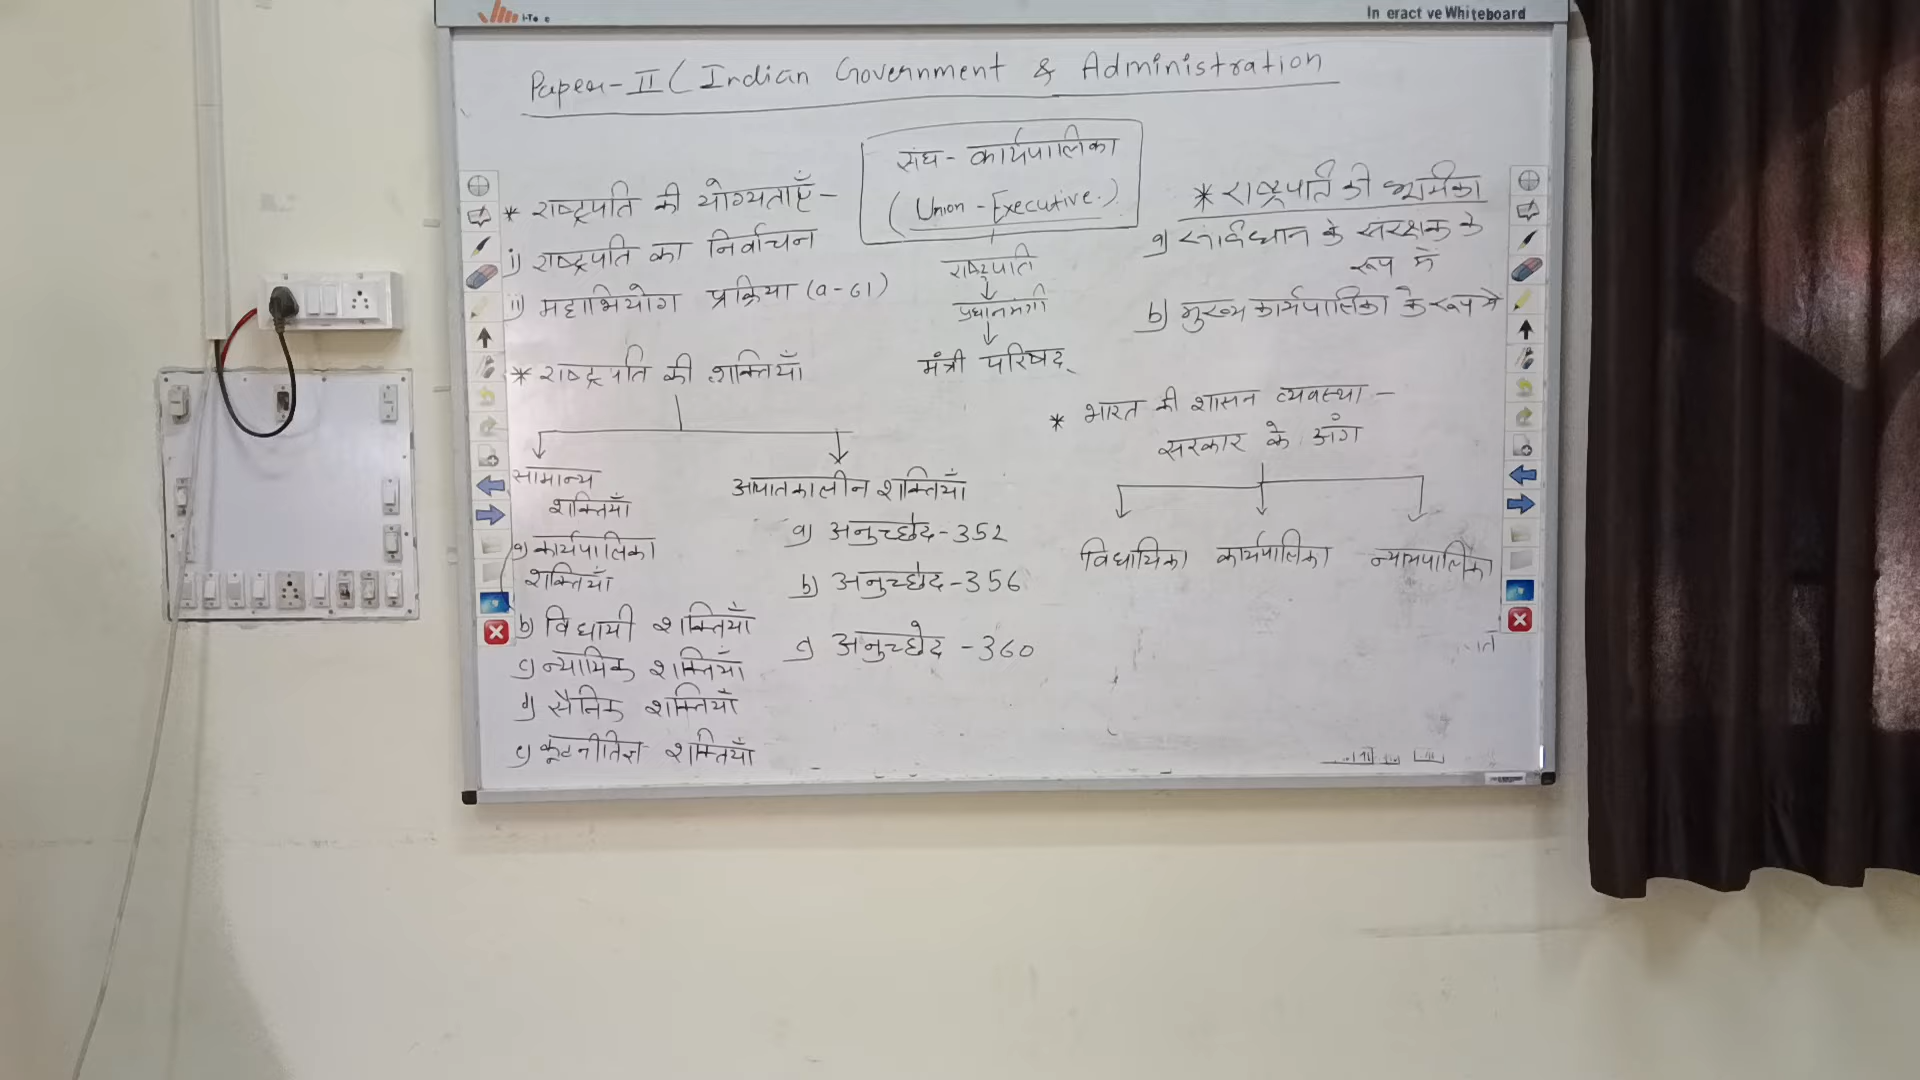 Interactive Whiteboard
Paper-II (Indian Government & Administration
संघ-कार्यपालिका
(Union-Executive.)
राष्ट्रपति
प्रधानमंत्री
मंत्री परिषद्
* राष्ट्रपति की योग्यताएँ -
i) राष्ट्रपति का निर्वाचन
ii) महाभियोग प्रक्रिया (a-61)
* राष्ट्रपति की शक्तियाँ
सामान्य
शक्तियाँ
a) कार्यपालिका
शक्तियाँ
b) विधायी शक्तियाँ
c) न्यायिक शक्तियाँ
d) सैनिक शक्तियाँ
e) कूटनीतिज्ञ शक्तियाँ
आपातकालीन शक्तियाँ
a) अनुच्छेद-352
b) अनुच्छेद-356
c) अनुच्छेद-360
* राष्ट्रपति की भूमिका
a) संविधान के संरक्षक के
रूप में
b) मुख्य कार्यपालिका के रूप में
* भारत की शासन व्यवस्था -
सरकार के अंग
विधायिका कार्यपालिका न्यायपालिका